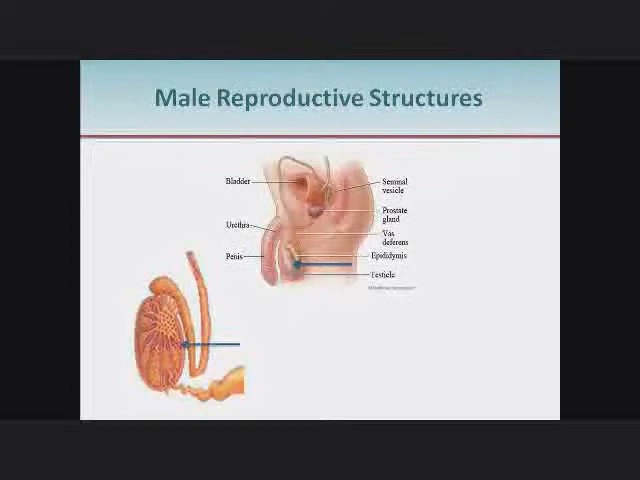 Male Reproductive Structures
Bladder
Seminal
vesicle
Prostate
gland
Urethra
Vas
deferens
Penis
Epididymis
Testicle